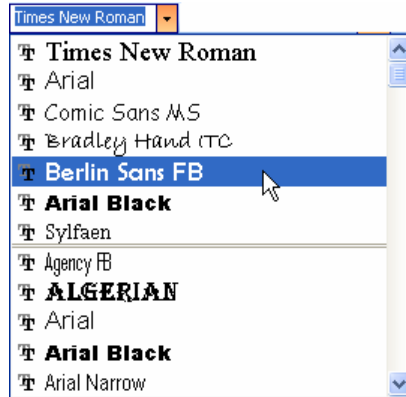 Times New Roman
Times New Roman
Arial
Comic Sans MS
Bradley Hand ITC
Berlin Sans FB
Arial Black
Sylfaen
Agency FB
ALGERIAN
Arial
Arial Black
Arial Narrow